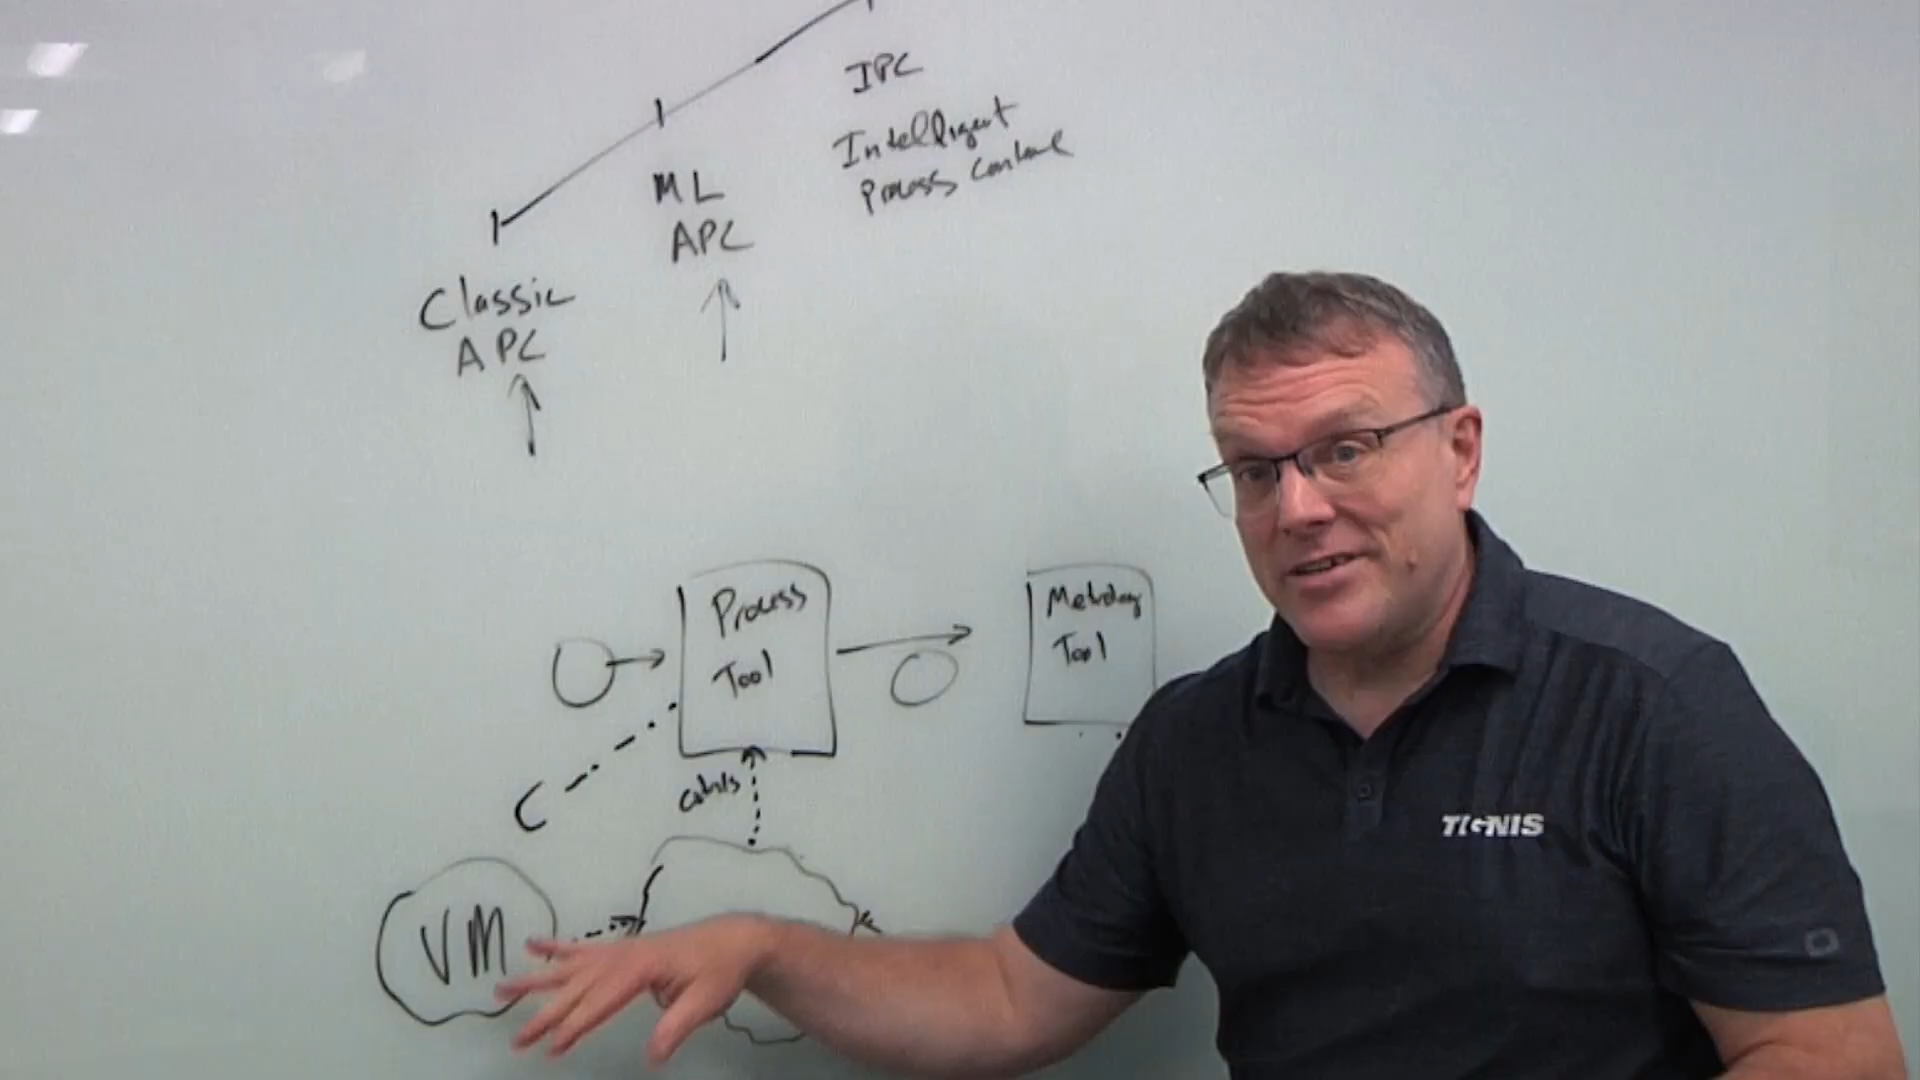 IPC
Intelligent
Process Control
ML
APC
Classic
APC
Process
Tool
Metrology
Tool
C
VM
TIGNIS